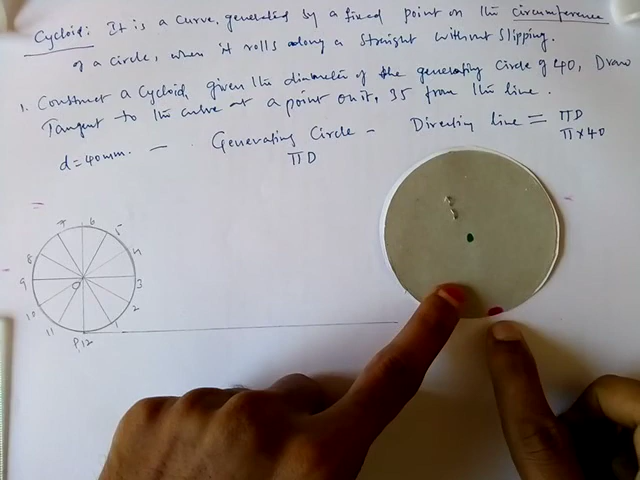 Cycloid: It is a curve, generated by a fixed point on the circumference
of a circle, when it rolls along a straight without slipping.
1. Construct a Cycloid, given the diameter of the generating Circle of 40, Draw
Tangent to the curve at a point on it, 35 from the line.
d=40mm. — Generating Circle — Directing line = πD
πD π×40
7 6 5
8 4
9 O 3
10 2
11 1
P,12